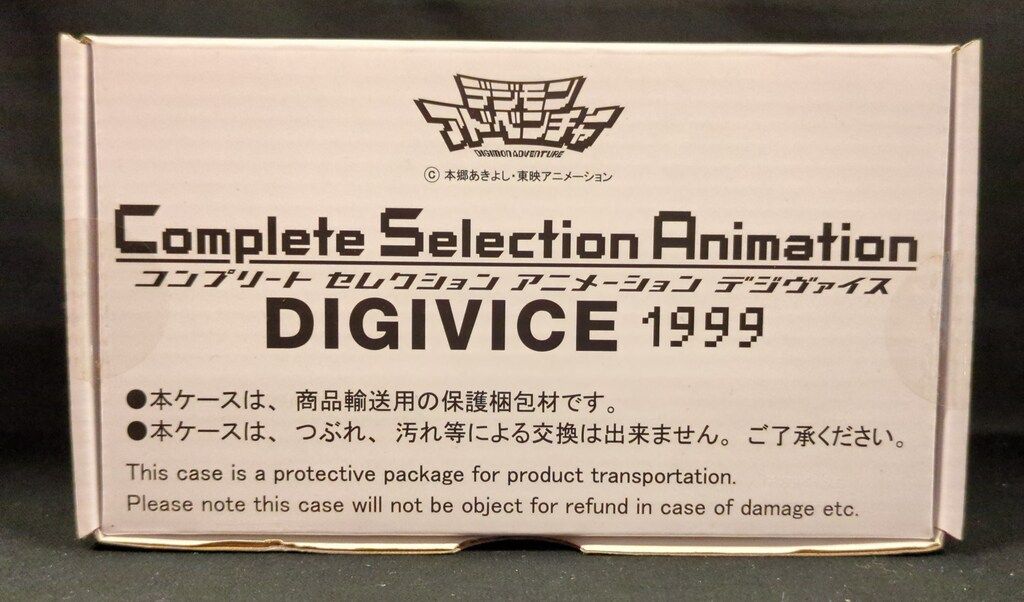 デジモン
アドベンチャー
DIGIMON ADVENTURE
© 本郷あきよし・東映アニメーション
Complete Selection Animation
コンプリート セレクション アニメーション デジヴァイス
DIGIVICE 1999
●本ケースは、商品輸送用の保護梱包材です。
●本ケースは、つぶれ、汚れ等による交換は出来ません。ご了承ください。
This case is a protective package for product transportation.
Please note this case will not be object for refund in case of damage etc.